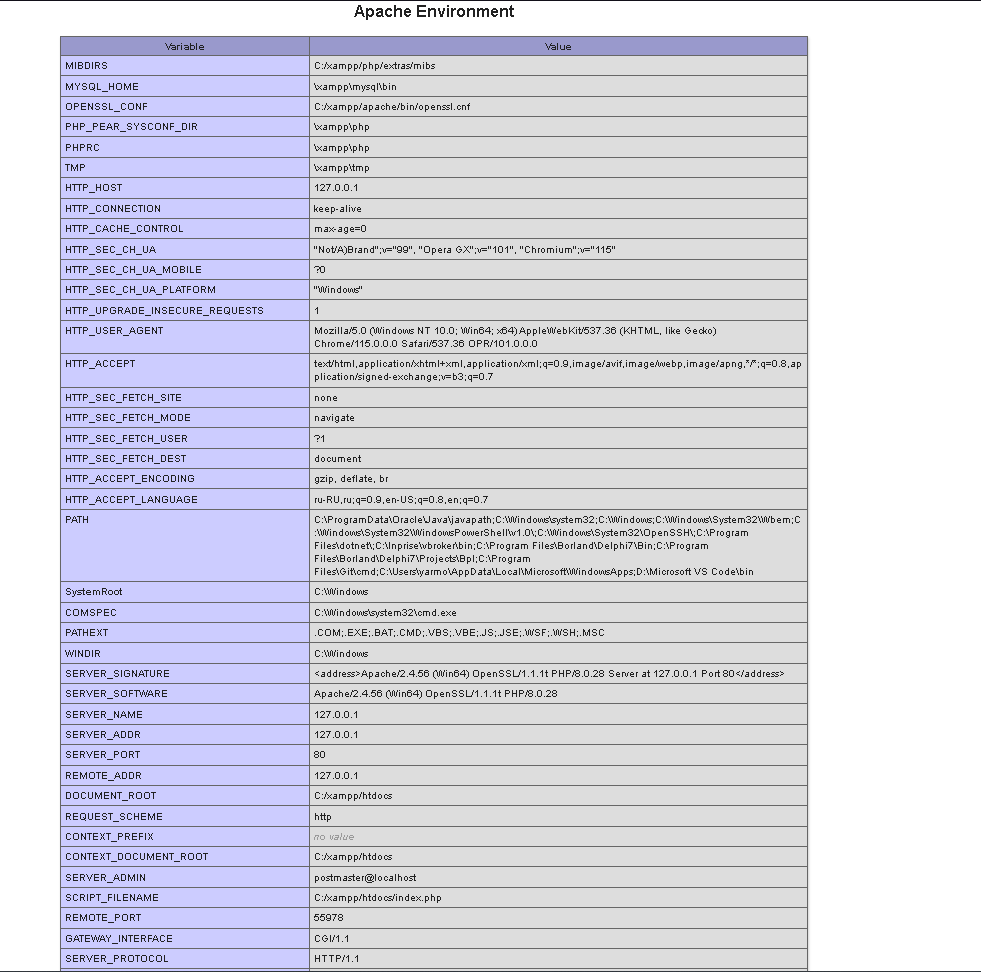 Apache Environment
Variable Value
MIBDIRS C:/xampp/php/extras/mibs
MYSQL_HOME \xampp\mysql\bin
OPENSSL_CONF C:/xampp/apache/bin/openssl.cnf
PHP_PEAR_SYSCONF_DIR \xampp\php
PHPRC \xampp\php
TMP \xampp\tmp
HTTP_HOST 127.0.0.1
HTTP_CONNECTION keep-alive
HTTP_CACHE_CONTROL max-age=0
HTTP_SEC_CH_UA "Not/A)Brand";v="99", "Opera GX";v="101", "Chromium";v="115"
HTTP_SEC_CH_UA_MOBILE ?0
HTTP_SEC_CH_UA_PLATFORM "Windows"
HTTP_UPGRADE_INSECURE_REQUESTS 1
HTTP_USER_AGENT Mozilla/5.0 (Windows NT 10.0; Win64; x64) AppleWebKit/537.36 (KHTML, like Gecko)
Chrome/115.0.0.0 Safari/537.36 OPR/101.0.0.0
HTTP_ACCEPT text/html,application/xhtml+xml,application/xml;q=0.9,image/avif,image/webp,image/apng,*/*;q=0.8,ap
plication/signed-exchange;v=b3;q=0.7
HTTP_SEC_FETCH_SITE none
HTTP_SEC_FETCH_MODE navigate
HTTP_SEC_FETCH_USER ?1
HTTP_SEC_FETCH_DEST document
HTTP_ACCEPT_ENCODING gzip, deflate, br
HTTP_ACCEPT_LANGUAGE ru-RU,ru;q=0.9,en-US;q=0.8,en;q=0.7
PATH C:\ProgramData\Oracle\Java\javapath;C:\Windows\system32;C:\Windows;C:\Windows\System32\Wbem;C
:\Windows\System32\WindowsPowerShell\v1.0\;C:\Windows\System32\OpenSSH\;C:\Program
Files\dotnet\;C:\Inprise\vbroker\bin;C:\Program Files\Borland\Delphi7\Bin;C:\Program
Files\Borland\Delphi7\Projects\Bpl;C:\Program
Files\Git\cmd;C:\Users\yarmo\AppData\Local\Microsoft\WindowsApps;D:\Microsoft VS Code\bin
SystemRoot C:\Windows
COMSPEC C:\Windows\system32\cmd.exe
PATHEXT .COM;.EXE;.BAT;.CMD;.VBS;.VBE;.JS;.JSE;.WSF;.WSH;.MSC
WINDIR C:\Windows
SERVER_SIGNATURE <address>Apache/2.4.56 (Win64) OpenSSL/1.1.1t PHP/8.0.28 Server at 127.0.0.1 Port 80</address>
SERVER_SOFTWARE Apache/2.4.56 (Win64) OpenSSL/1.1.1t PHP/8.0.28
SERVER_NAME 127.0.0.1
SERVER_ADDR 127.0.0.1
SERVER_PORT 80
REMOTE_ADDR 127.0.0.1
DOCUMENT_ROOT C:/xampp/htdocs
REQUEST_SCHEME http
CONTEXT_PREFIX no value
CONTEXT_DOCUMENT_ROOT C:/xampp/htdocs
SERVER_ADMIN postmaster@localhost
SCRIPT_FILENAME C:/xampp/htdocs/index.php
REMOTE_PORT 55978
GATEWAY_INTERFACE CGI/1.1
SERVER_PROTOCOL HTTP/1.1